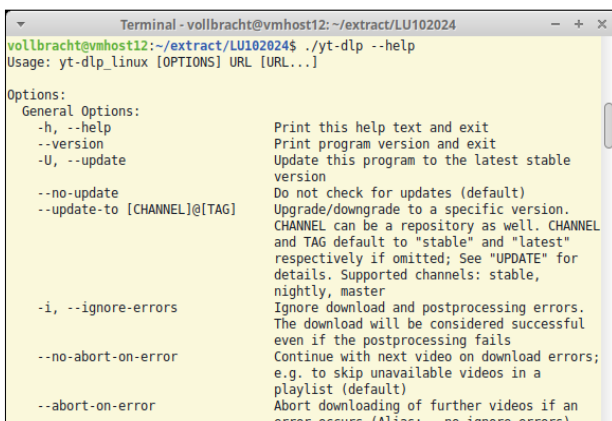 Terminal - vollbracht@vmhost12: ~/extract/LU102024
vollbracht@vmhost12:~/extract/LU102024$ ./yt-dlp --help
Usage: yt-dlp_linux [OPTIONS] URL [URL...]
Options:
General Options:
-h, --help Print this help text and exit
--version Print program version and exit
-U, --update Update this program to the latest stable
version
--no-update Do not check for updates (default)
--update-to [CHANNEL]@[TAG] Upgrade/downgrade to a specific version.
CHANNEL can be a repository as well. CHANNEL
and TAG default to "stable" and "latest"
respectively if omitted; See "UPDATE" for
details. Supported channels: stable,
nightly, master
-i, --ignore-errors Ignore download and postprocessing errors.
The download will be considered successful
even if the postprocessing fails
--no-abort-on-error Continue with next video on download errors;
e.g. to skip unavailable videos in a
playlist (default)
--abort-on-error Abort downloading of further videos if an
error occurs (Alias: --no-ignore-errors)